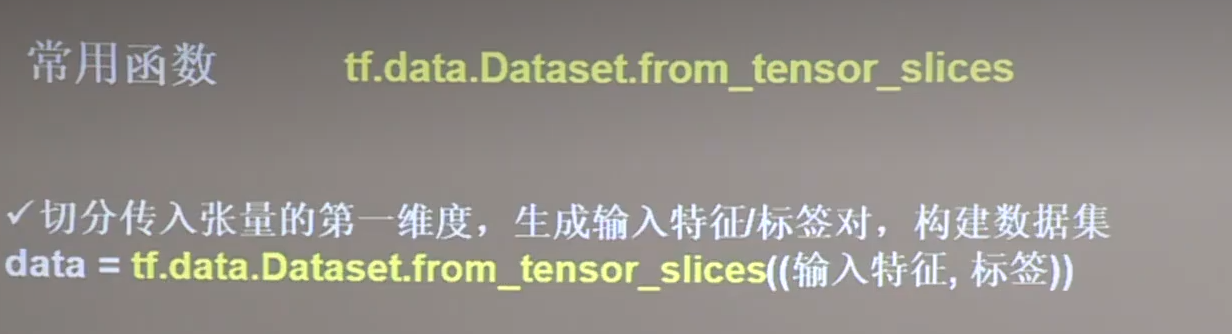 常用函数 tf.data.Dataset.from_tensor_slices
✓切分传入张量的第一维度，生成输入特征/标签对，构建数据集
data = tf.data.Dataset.from_tensor_slices((输入特征, 标签))